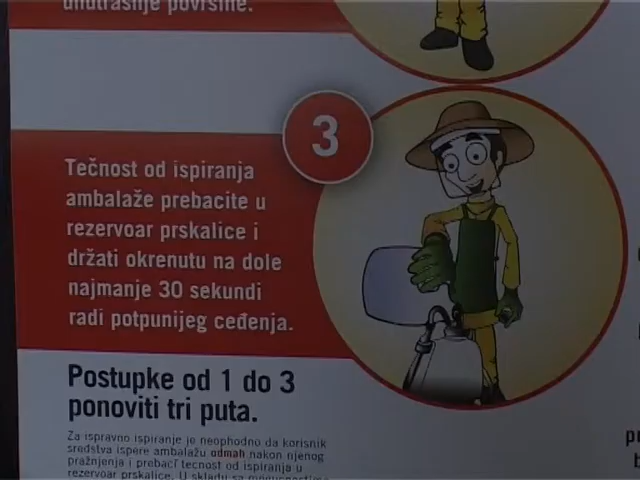 unutrašnje površine.
3
Tečnost od ispiranja
ambalaže prebacite u
rezervoar prskalice i
držati okrenutu na dole
najmanje 30 sekundi
radi potpunijeg ceđenja.
Postupke od 1 do 3
ponoviti tri puta.
Za ispravno ispiranje je neophodno da korisnik
sredstva ispere ambalažu odmah nakon njenog
pražnjenja i prebaci tečnost od ispiranja u
rezervoar prskalice. U skladu sa